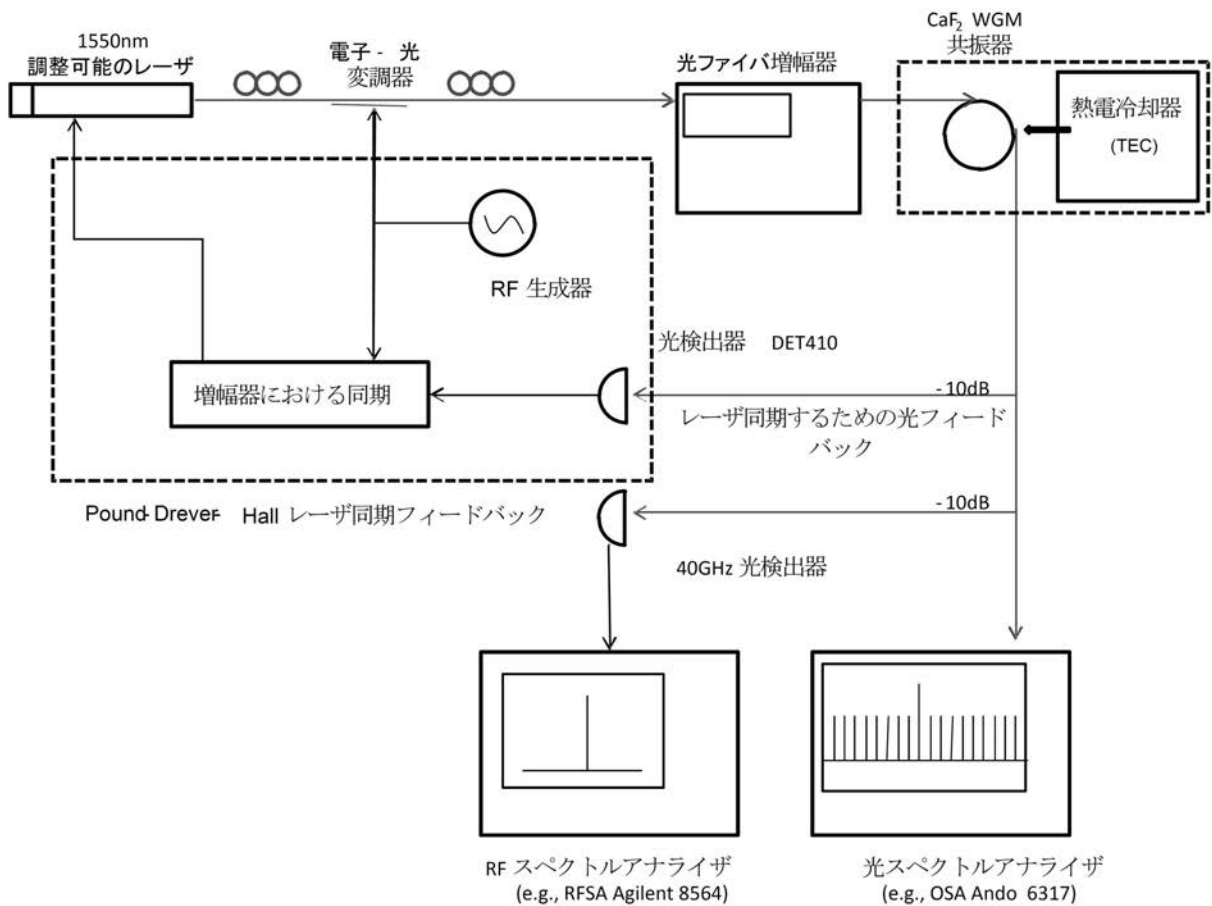 1550nm
調整可能のレーザ
電子 - 光
変調器
光ファイバ増幅器
CaF₂ WGM
共振器
熱電冷却器
(TEC)
RF 生成器
増幅器における同期
光検出器 DET410
-10dB
レーザ同期するための光フィード
バック
Pound-Drever- Hall レーザ同期フィードバック
-10dB
40GHz 光検出器
RF スペクトルアナライザ
(e.g., RFSA Agilent 8564)
光スペクトルアナライザ
(e.g., OSA Ando 6317)